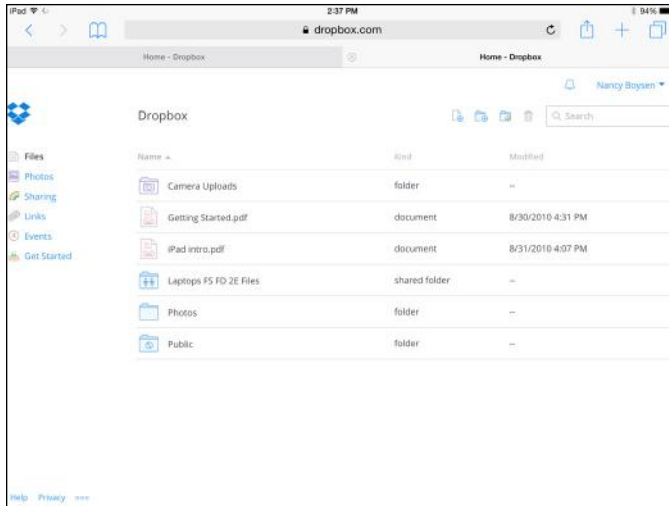 iPad 2:37 PM 94%
dropbox.com
Home - Dropbox Home - Dropbox
Nancy Boysen
Dropbox Search
Files Name Kind Modified
Photos
Camera Uploads folder --
Sharing
Links Getting Started.pdf document 8/30/2010 4:31 PM
Events iPad intro.pdf document 8/31/2010 4:07 PM
Get Started
Laptops FS FD 2E Files shared folder --
Photos folder --
Public folder --
Help Privacy